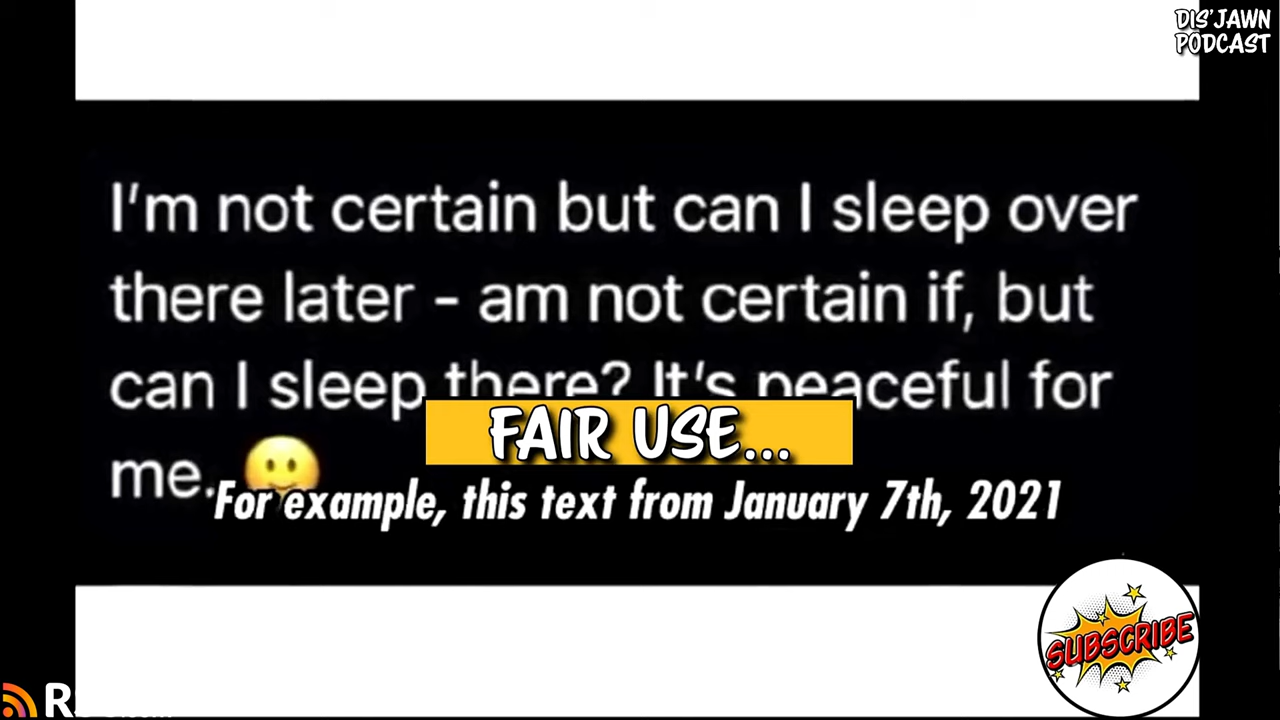 DIS'JAWN
PODCAST
I'm not certain but can I sleep over
there later - am not certain if, but
can I sleep there? It's peaceful for
me.
FAIR USE...
For example, this text from January 7th, 2021
SUBSCRIBE